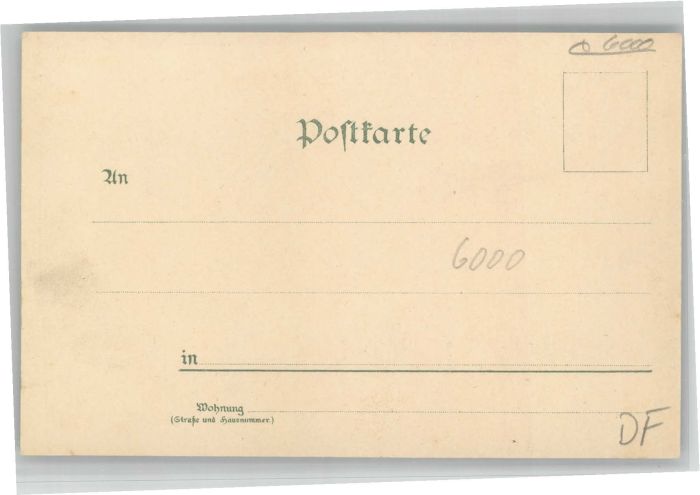 6000
Postkarte
An
6000
in
Wohnung
(Straße und Hausnummer.)
DF